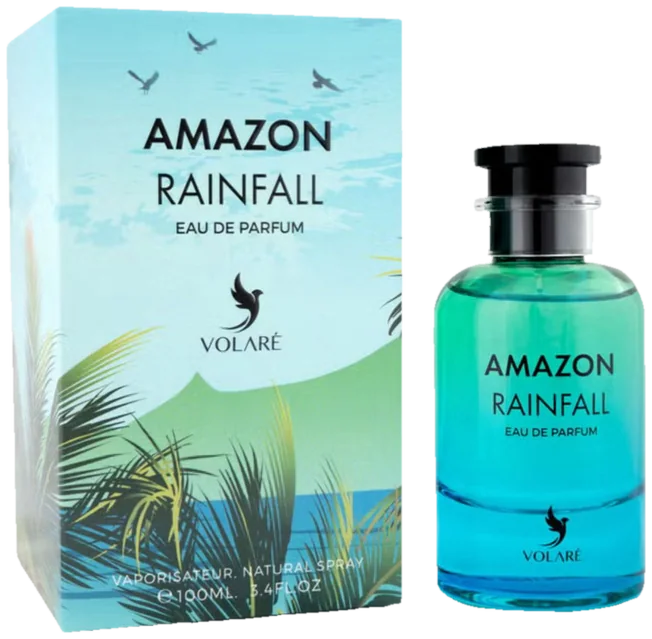 AMAZON
RAINFALL
EAU DE PARFUM
VOLARÉ
VAPORISATEUR. NATURAL SPRAY
℮100ML. 3.4FL.OZ
AMAZON
RAINFALL
EAU DE PARFUM
VOLARÉ